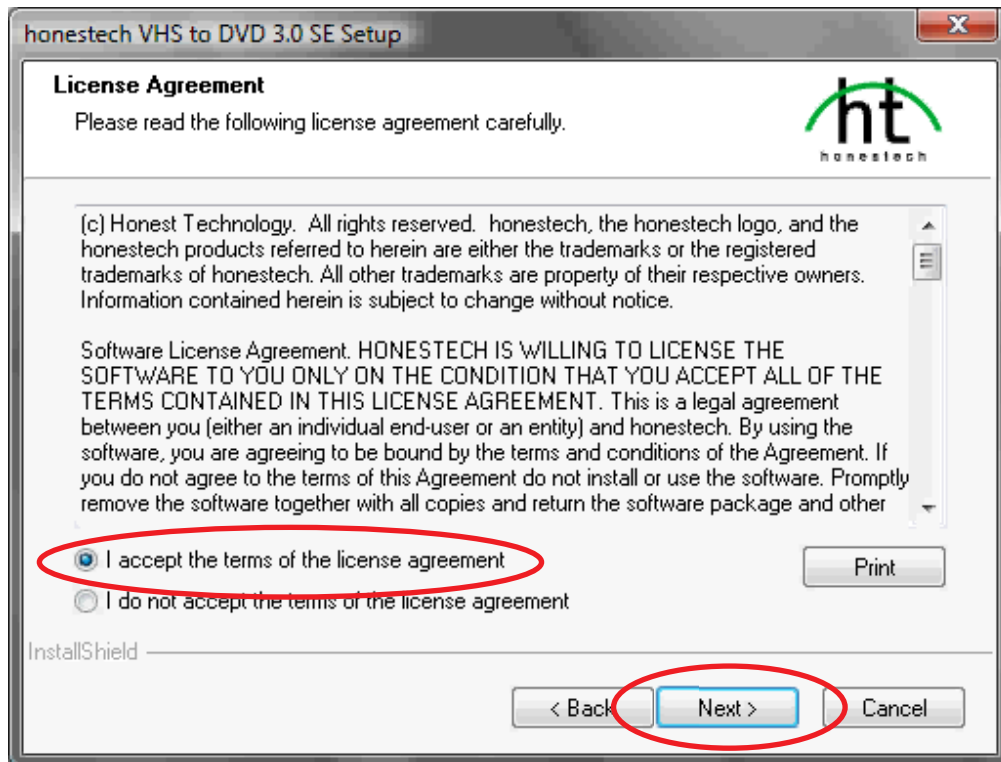 honestech VHS to DVD 3.0 SE Setup
License Agreement
Please read the following license agreement carefully.
ht
honestech
(c) Honest Technology.  All rights reserved.  honestech, the honestech logo, and the
honestech products referred to herein are either the trademarks or the registered
trademarks of honestech. All other trademarks are property of their respective owners.
Information contained herein is subject to change without notice.
Software License Agreement. HONESTECH IS WILLING TO LICENSE THE
SOFTWARE TO YOU ONLY ON THE CONDITION THAT YOU ACCEPT ALL OF THE
TERMS CONTAINED IN THIS LICENSE AGREEMENT. This is a legal agreement
between you (either an individual end-user or an entity) and honestech. By using the
software, you are agreeing to be bound by the terms and conditions of the Agreement. If
you do not agree to the terms of this Agreement do not install or use the software. Promptly
remove the software together with all copies and return the software package and other
I accept the terms of the license agreement
Print
I do not accept the terms of the license agreement
InstallShield
< Back
Next >
Cancel